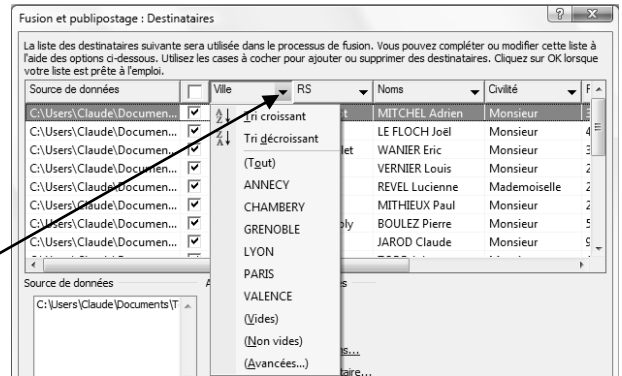 Fusion et publipostage : Destinataires
La liste des destinataires suivante sera utilisée dans le processus de fusion. Vous pouvez compléter ou modifier cette liste à
l'aide des options ci-dessous. Utilisez les cases à cocher pour ajouter ou supprimer des destinataires. Cliquez sur OK lorsque
votre liste est prête à l'emploi.
Source de données Ville RS Noms Civilité
C:\Users\Claude\Documen... MITCHEL Adrien Monsieur
C:\Users\Claude\Documen... LE FLOCH Joël Monsieur
C:\Users\Claude\Documen... WANIER Eric Monsieur
C:\Users\Claude\Documen... VERNIER Louis Monsieur
C:\Users\Claude\Documen... REVEL Lucienne Mademoiselle
C:\Users\Claude\Documen... MITHIEUX Paul Monsieur
C:\Users\Claude\Documen... BOULEZ Pierre Monsieur
C:\Users\Claude\Documen... JAROD Claude Monsieur
Tri croissant
Tri décroissant
(Tout)
ANNECY
CHAMBERY
GRENOBLE
LYON
PARIS
VALENCE
(Vides)
(Non vides)
(Avancées...)
Source de données
C:\Users\Claude\Documents\T